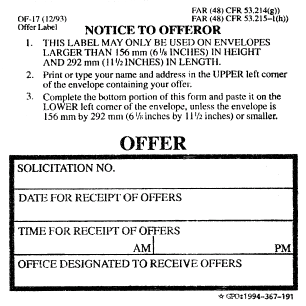 OF-17 (12/93)
Offer Label
FAR (48) CFR 53.214(g))
FAR (48) CFR 53.215-1(h))
NOTICE TO OFFEROR
1. THIS LABEL MAY ONLY BE USED ON ENVELOPES
LARGER THAN 156 mm (6⅛ INCHES) IN HEIGHT
AND 292 mm (11½ INCHES) IN LENGTH.
2. Print or type your name and address in the UPPER left corner
of the envelope containing your offer.
3. Complete the bottom portion of this form and paste it on the
LOWER left corner of the envelope, unless the envelope is
156 mm by 292 mm (6⅛ inches by 11½ inches) or smaller.
OFFER
SOLICITATION NO.
DATE FOR RECEIPT OF OFFERS
TIME FOR RECEIPT OF OFFERS
AM PM
OFFICE DESIGNATED TO RECEIVE OFFERS
☆ GPO:1994-367-191